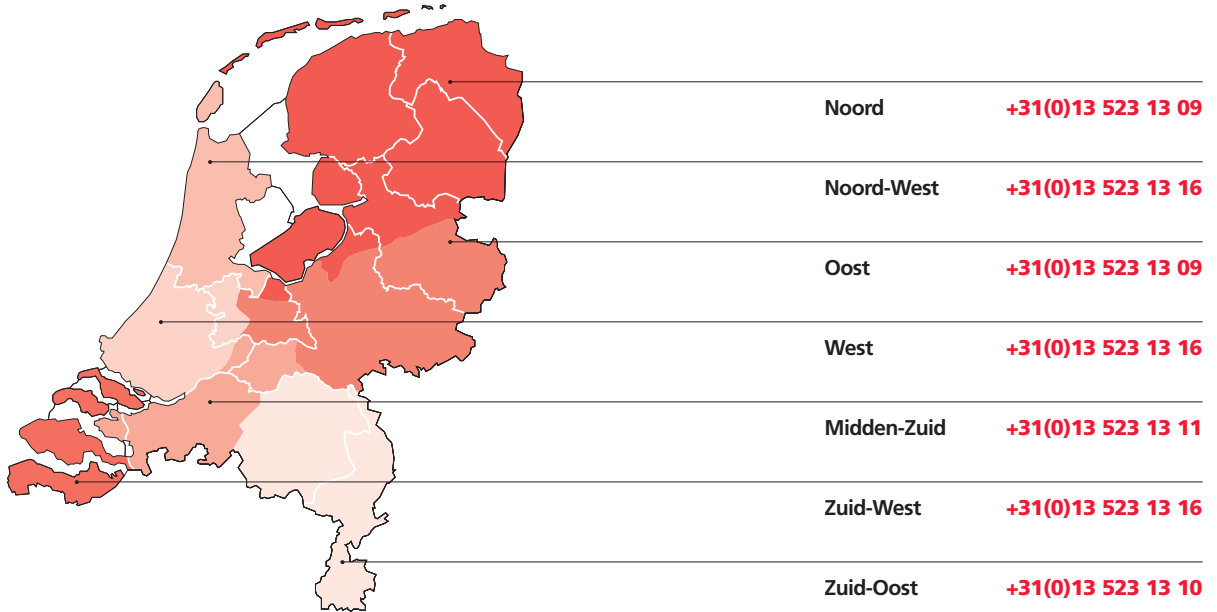 Noord +31(0)13 523 13 09
Noord-West +31(0)13 523 13 16
Oost +31(0)13 523 13 09
West +31(0)13 523 13 16
Midden-Zuid +31(0)13 523 13 11
Zuid-West +31(0)13 523 13 16
Zuid-Oost +31(0)13 523 13 10